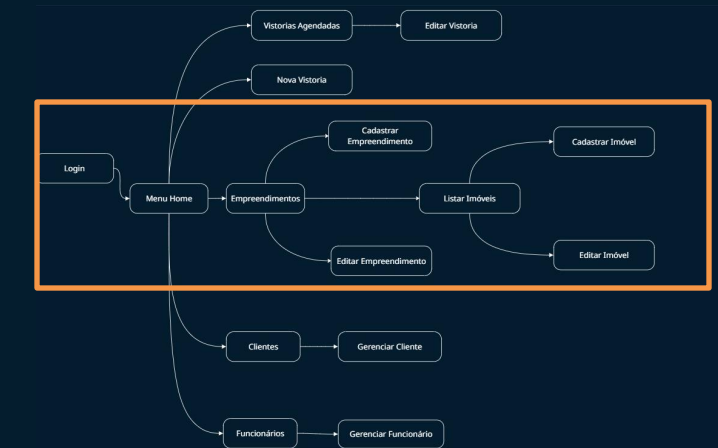 Vistorias Agendadas
Editar Vistoria
Nova Vistoria
Cadastrar
Empreendimento
Cadastrar Imóvel
Login
Menu Home
Empreendimentos
Listar Imóveis
Editar Empreendimento
Editar Imóvel
Clientes
Gerenciar Cliente
Funcionários
Gerenciar Funcionário